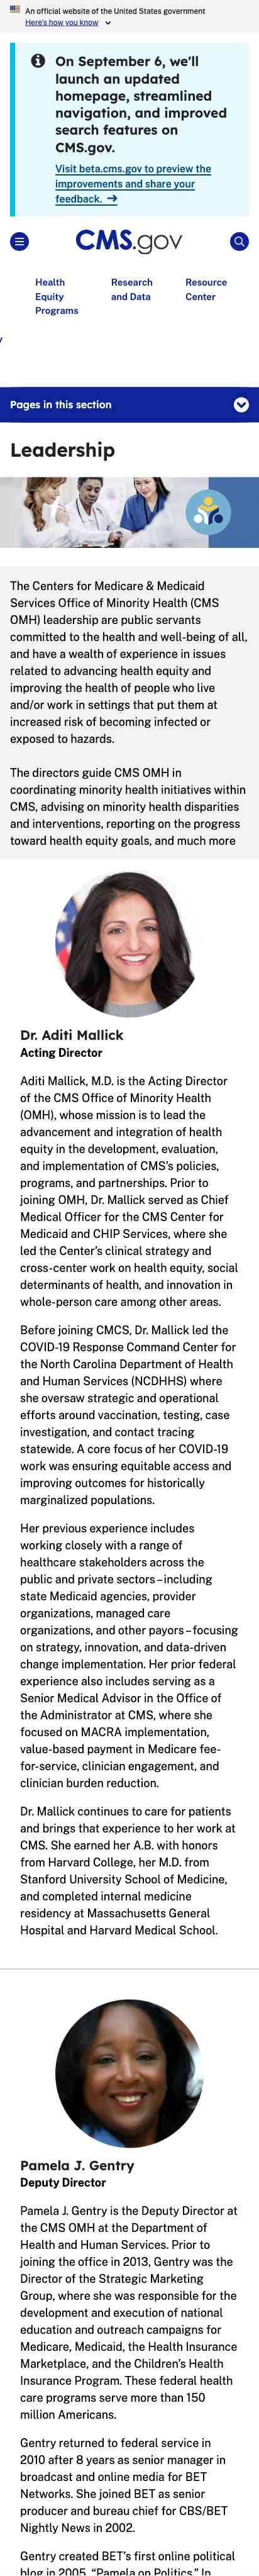 An official website of the United States government
Here's how you know
On September 6, we'll
launch an updated
homepage, streamlined
navigation, and improved
search features on
CMS.gov.
Visit beta.cms.gov to preview the
improvements and share your
feedback. →
CMS.gov
Health
Equity
Programs
Research
and Data
Resource
Center
y
Pages in this section
Leadership
The Centers for Medicare & Medicaid
Services Office of Minority Health (CMS
OMH) leadership are public servants
committed to the health and well-being of all,
and have a wealth of experience in issues
related to advancing health equity and
improving the health of people who live
and/or work in settings that put them at
increased risk of becoming infected or
exposed to hazards.
The directors guide CMS OMH in
coordinating minority health initiatives within
CMS, advising on minority health disparities
and interventions, reporting on the progress
toward health equity goals, and much more
Dr. Aditi Mallick
Acting Director
Aditi Mallick, M.D. is the Acting Director
of the CMS Office of Minority Health
(OMH), whose mission is to lead the
advancement and integration of health
equity in the development, evaluation,
and implementation of CMS's policies,
programs, and partnerships. Prior to
joining OMH, Dr. Mallick served as Chief
Medical Officer for the CMS Center for
Medicaid and CHIP Services, where she
led the Center's clinical strategy and
cross-center work on health equity, social
determinants of health, and innovation in
whole-person care among other areas.
Before joining CMCS, Dr. Mallick led the
COVID-19 Response Command Center for
the North Carolina Department of Health
and Human Services (NCDHHS) where
she oversaw strategic and operational
efforts around vaccination, testing, case
investigation, and contact tracing
statewide. A core focus of her COVID-19
work was ensuring equitable access and
improving outcomes for historically
marginalized populations.
Her previous experience includes
working closely with a range of
healthcare stakeholders across the
public and private sectors – including
state Medicaid agencies, provider
organizations, managed care
organizations, and other payors – focusing
on strategy, innovation, and data-driven
change implementation. Her prior federal
experience also includes serving as a
Senior Medical Advisor in the Office of
the Administrator at CMS, where she
focused on MACRA implementation,
value-based payment in Medicare fee-
for-service, clinician engagement, and
clinician burden reduction.
Dr. Mallick continues to care for patients
and brings that experience to her work at
CMS. She earned her A.B. with honors
from Harvard College, her M.D. from
Stanford University School of Medicine,
and completed internal medicine
residency at Massachusetts General
Hospital and Harvard Medical School.
Pamela J. Gentry
Deputy Director
Pamela J. Gentry is the Deputy Director at
the CMS OMH at the Department of
Health and Human Services. Prior to
joining the office in 2013, Gentry was the
Director of the Strategic Marketing
Group, where she was responsible for the
development and execution of national
education and outreach campaigns for
Medicare, Medicaid, the Health Insurance
Marketplace, and the Children's Health
Insurance Program. These federal health
care programs serve more than 150
million Americans.
Gentry returned to federal service in
2010 after 8 years as senior manager in
broadcast and online media for BET
Networks. She joined BET as senior
producer and bureau chief for CBS/BET
Nightly News in 2002.
Gentry created BET's first online political
blog in 2005, "Pamela on Politics." In